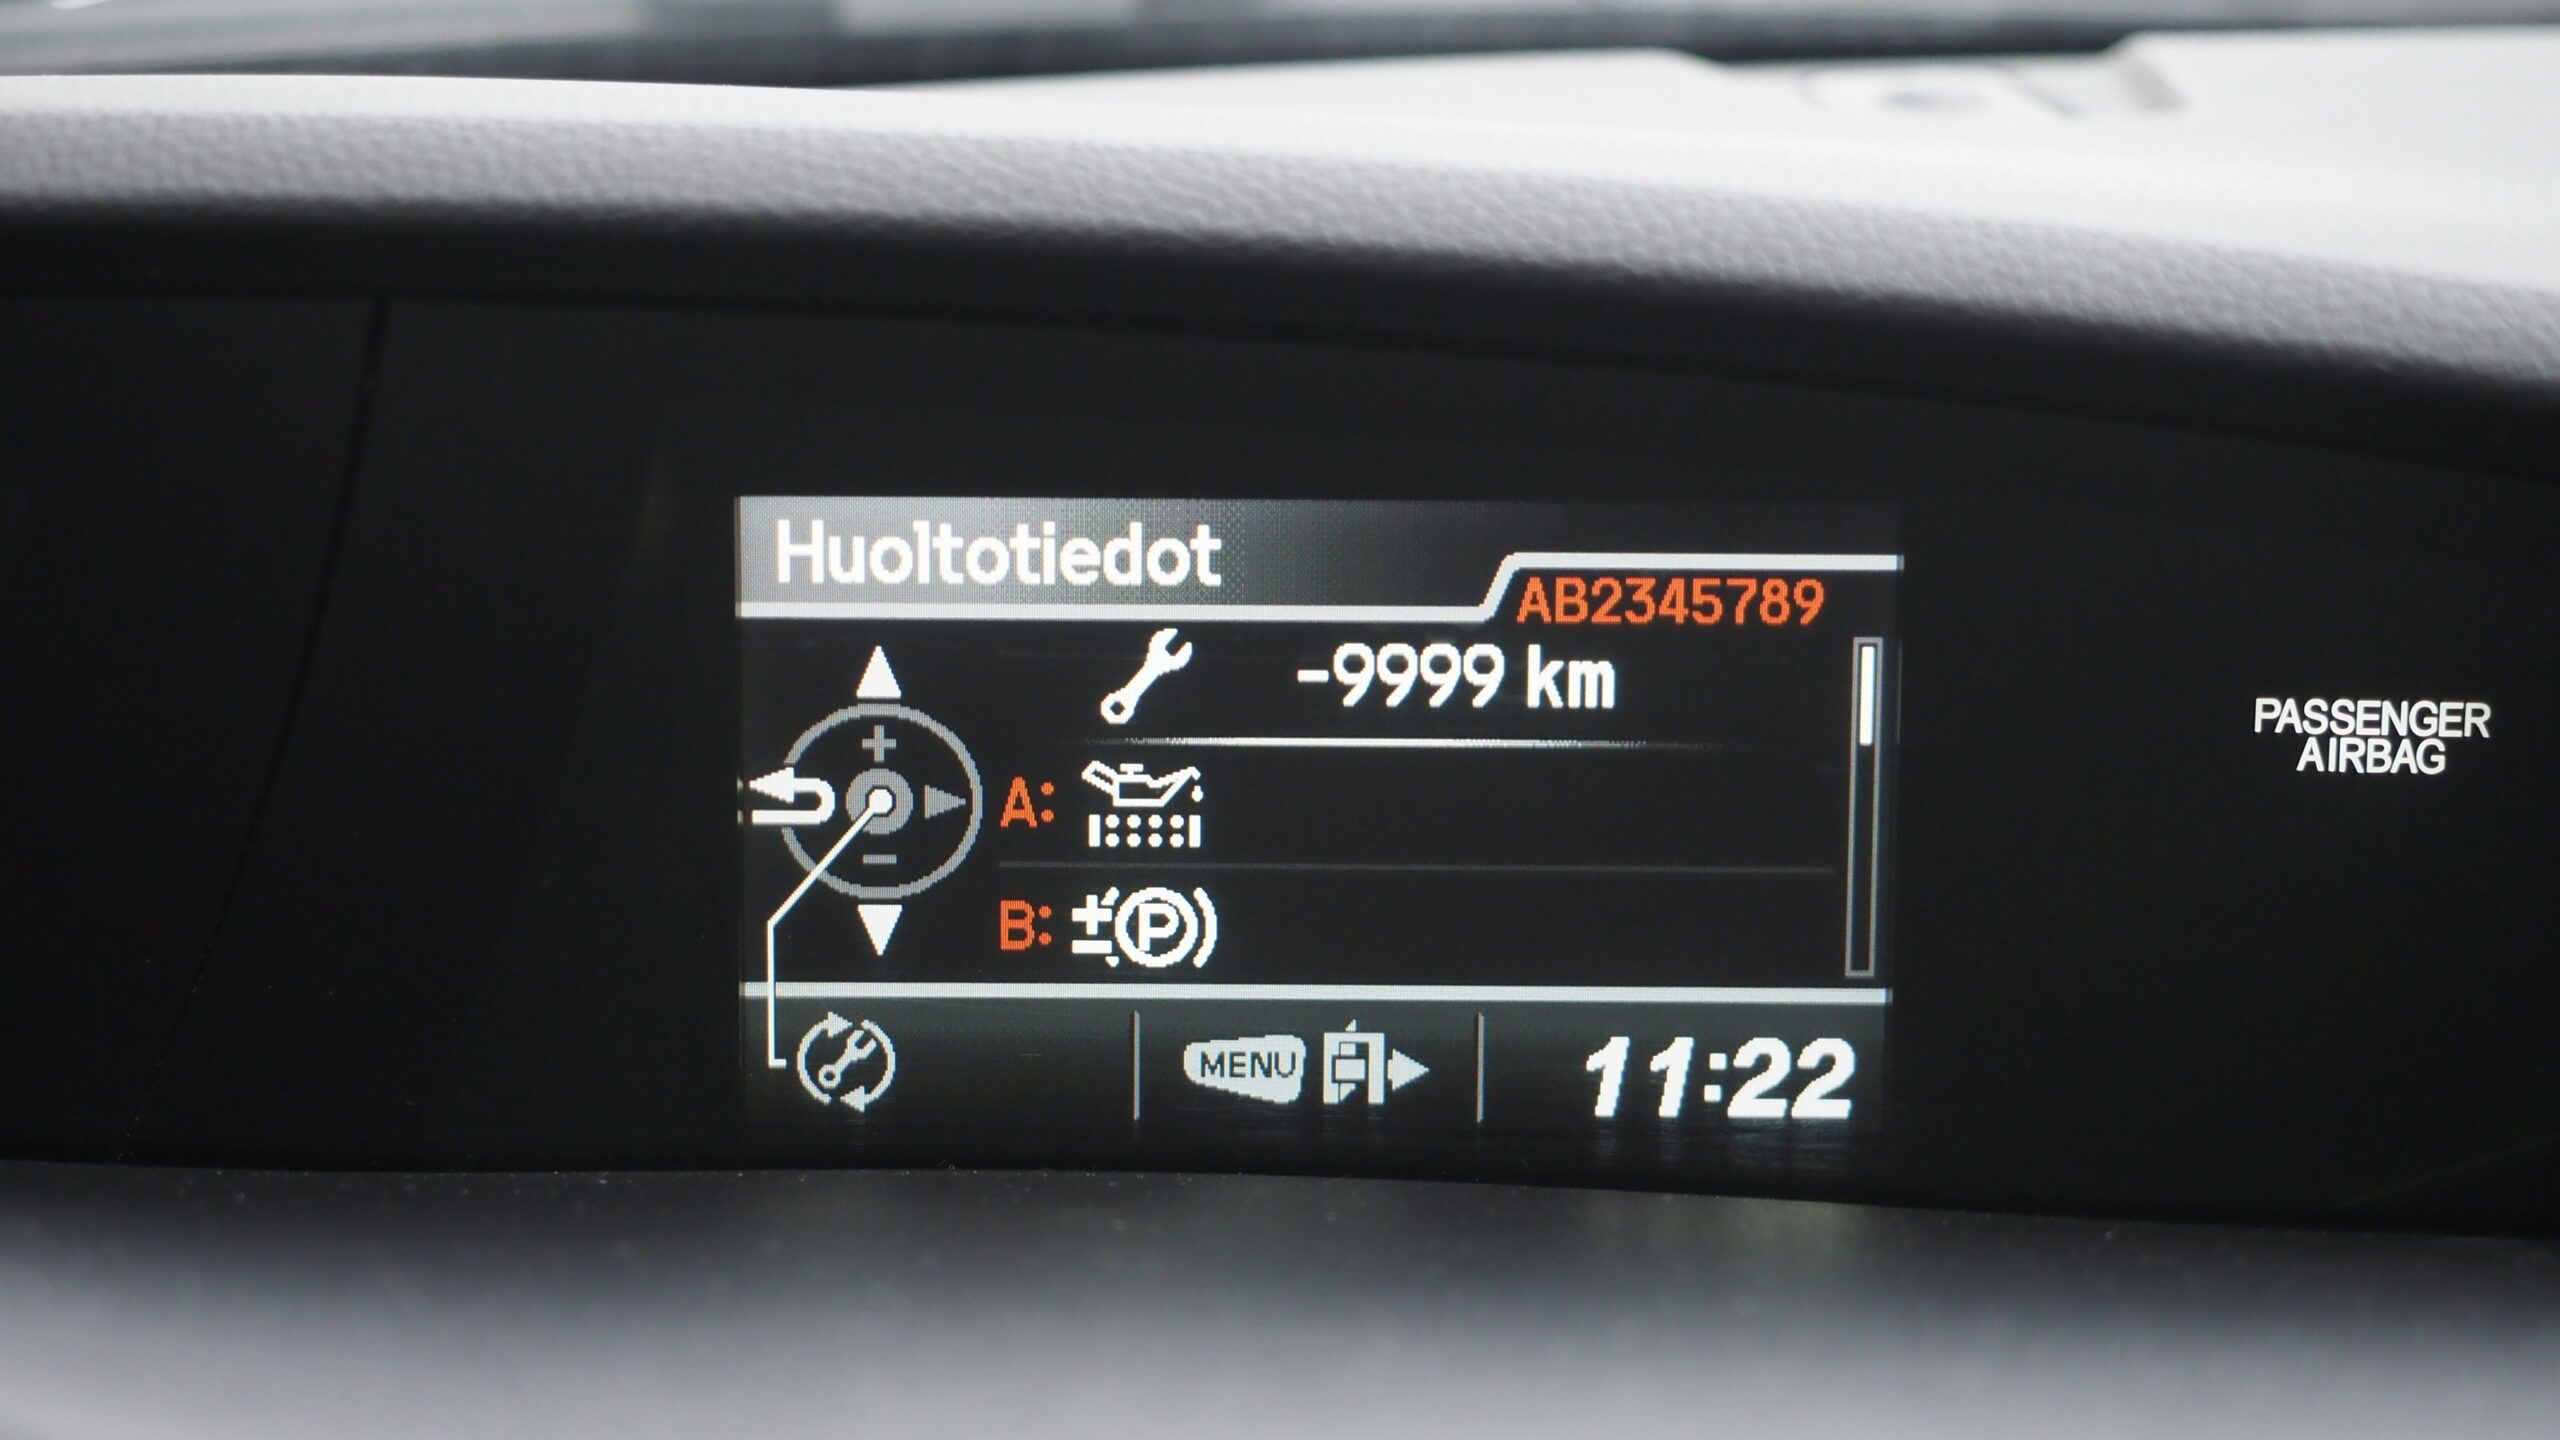 Huoltotiedot
AB2345789
-9999 km
A:
B: P
MENU
11:22
PASSENGER
AIRBAG